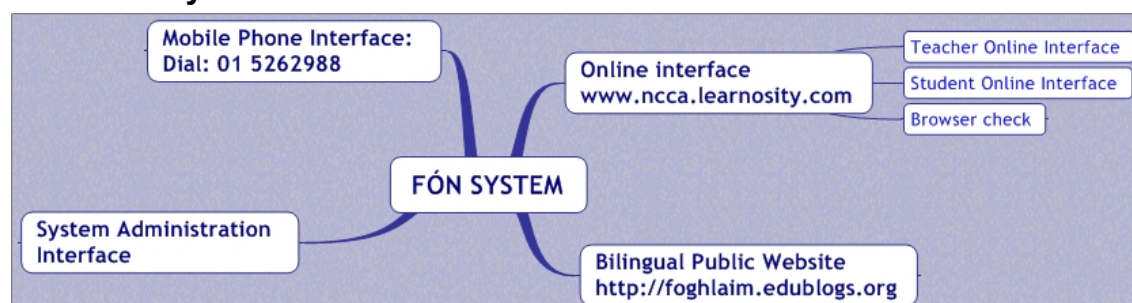 Mobile Phone Interface:
Dial: 01 5262988
Online interface
www.ncca.learnosity.com
Teacher Online Interface
Student Online Interface
Browser check
FÓN SYSTEM
System Administration
Interface
Bilingual Public Website
http://foghlaim.edublogs.org